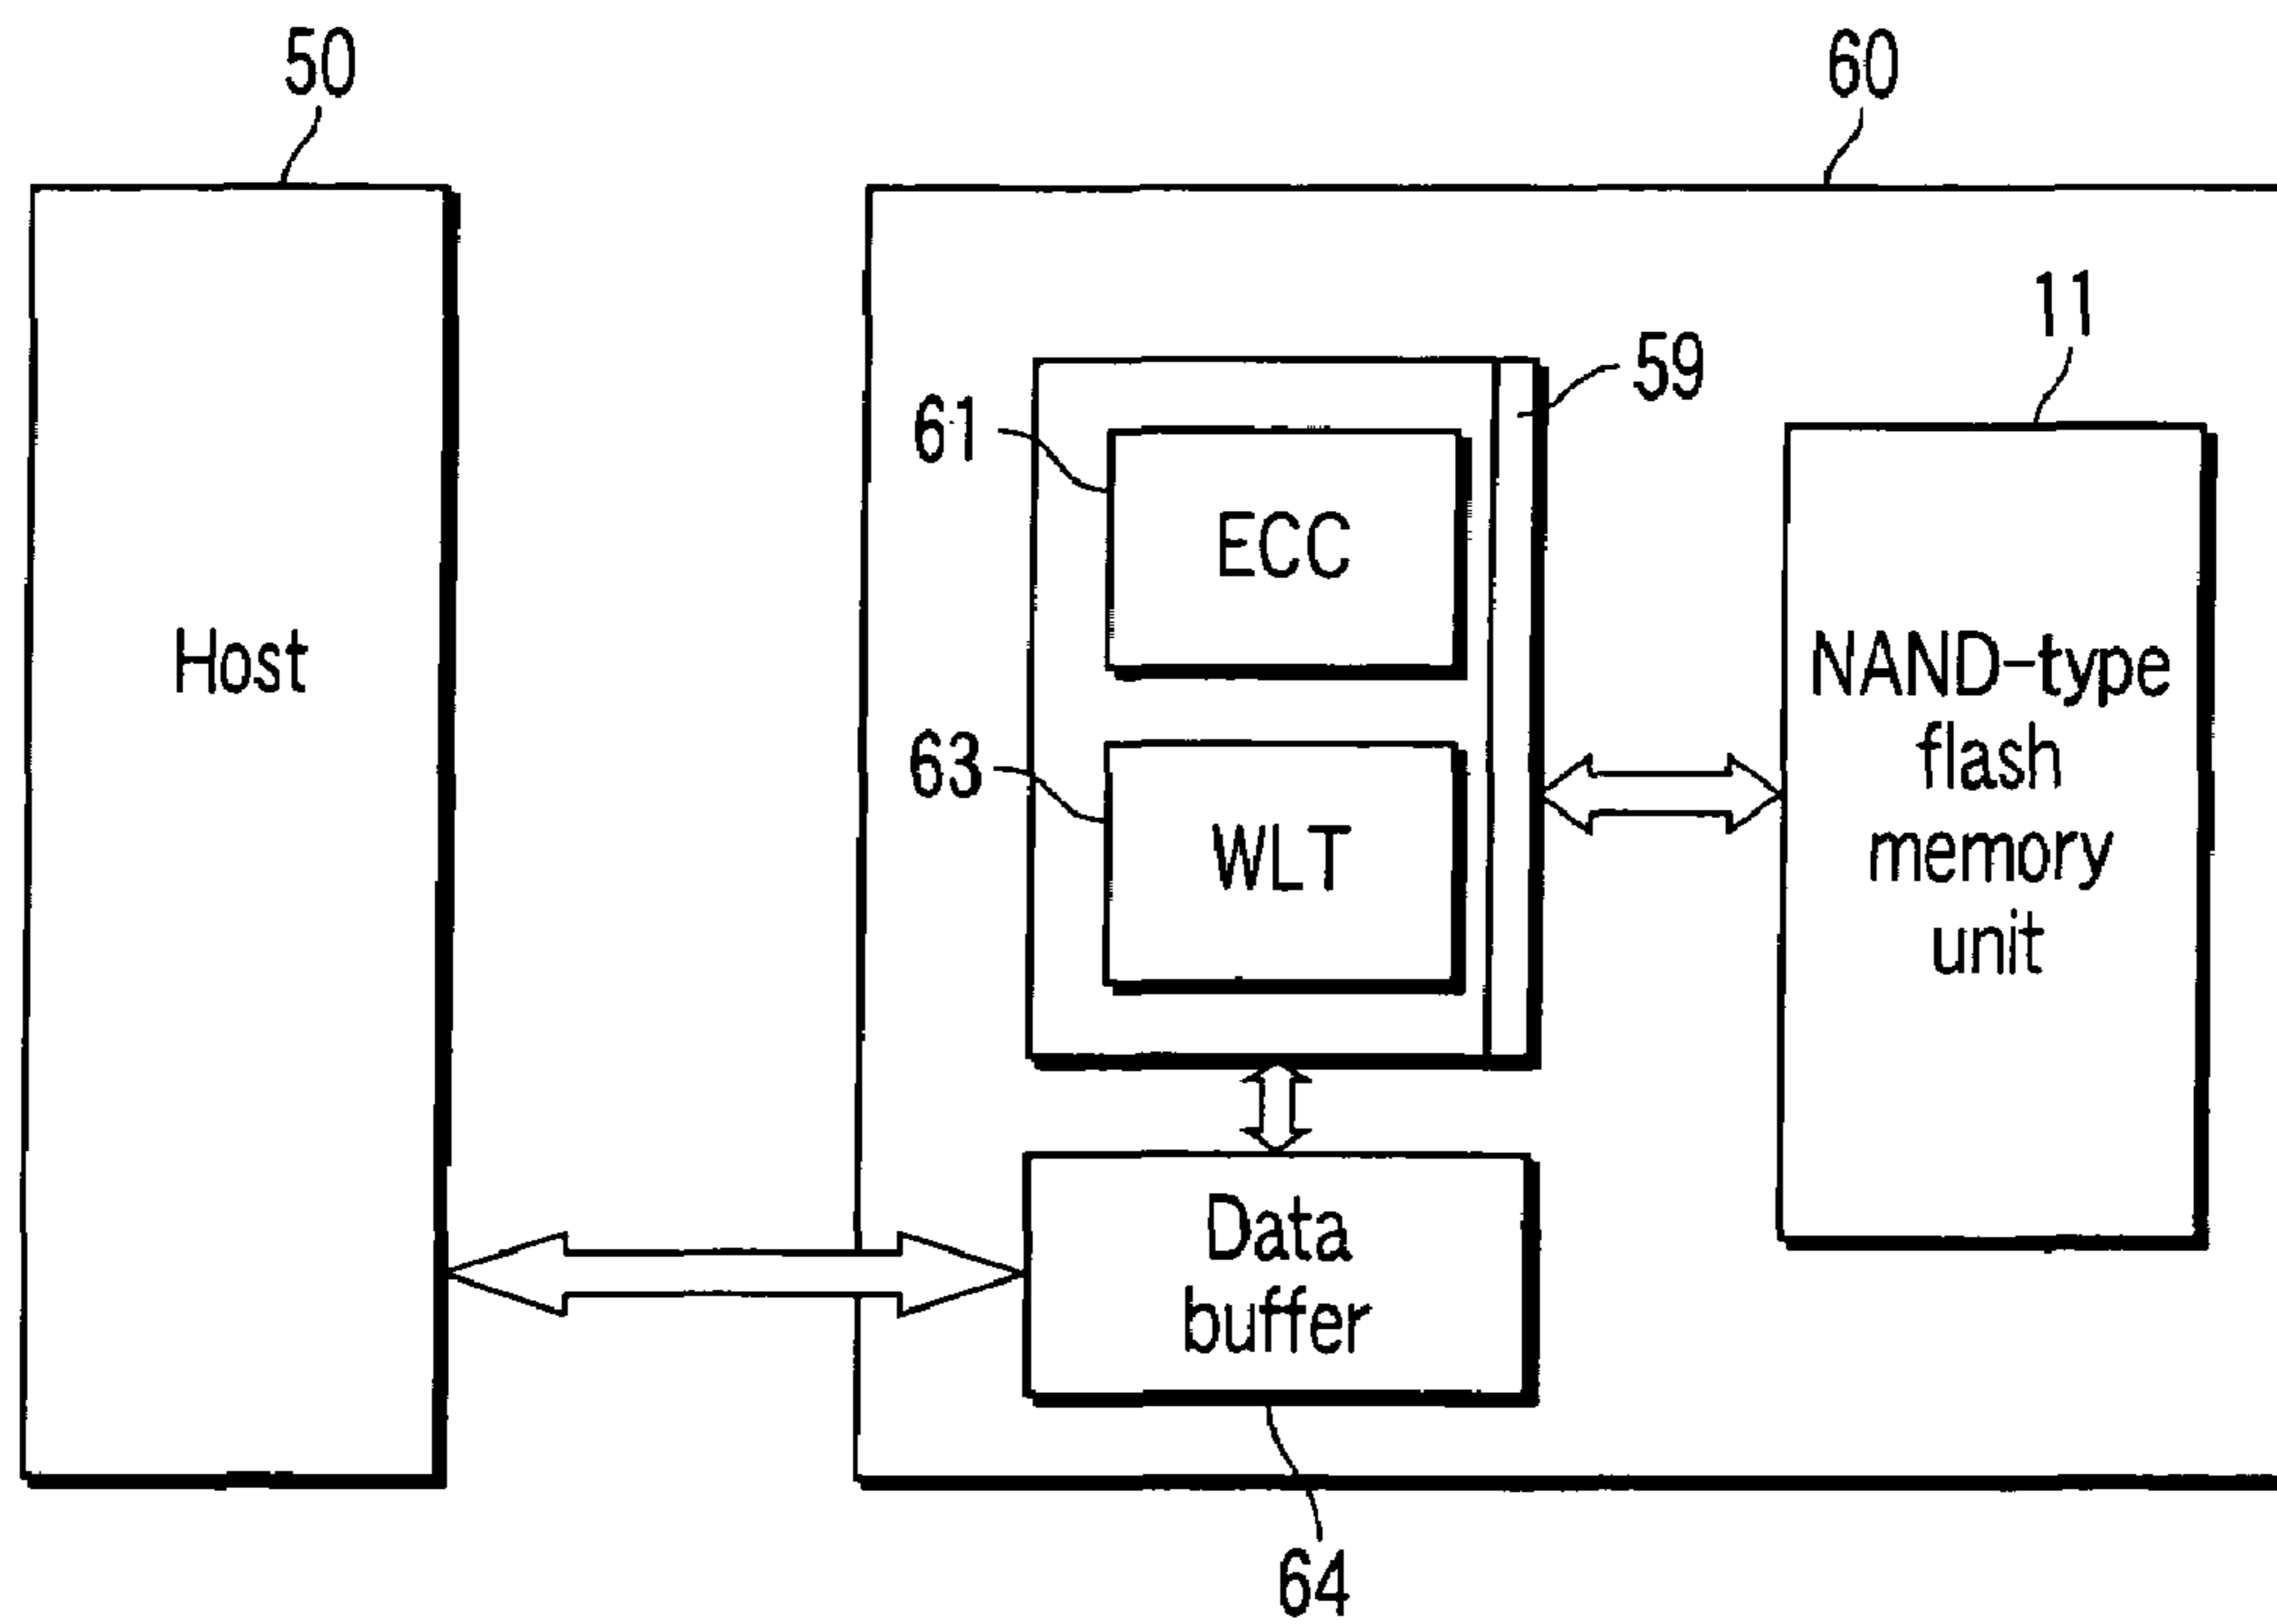 50
60
11
59
61
ECC
Host
NAND-type
flash
memory
unit
63
WLT
Data
buffer
64